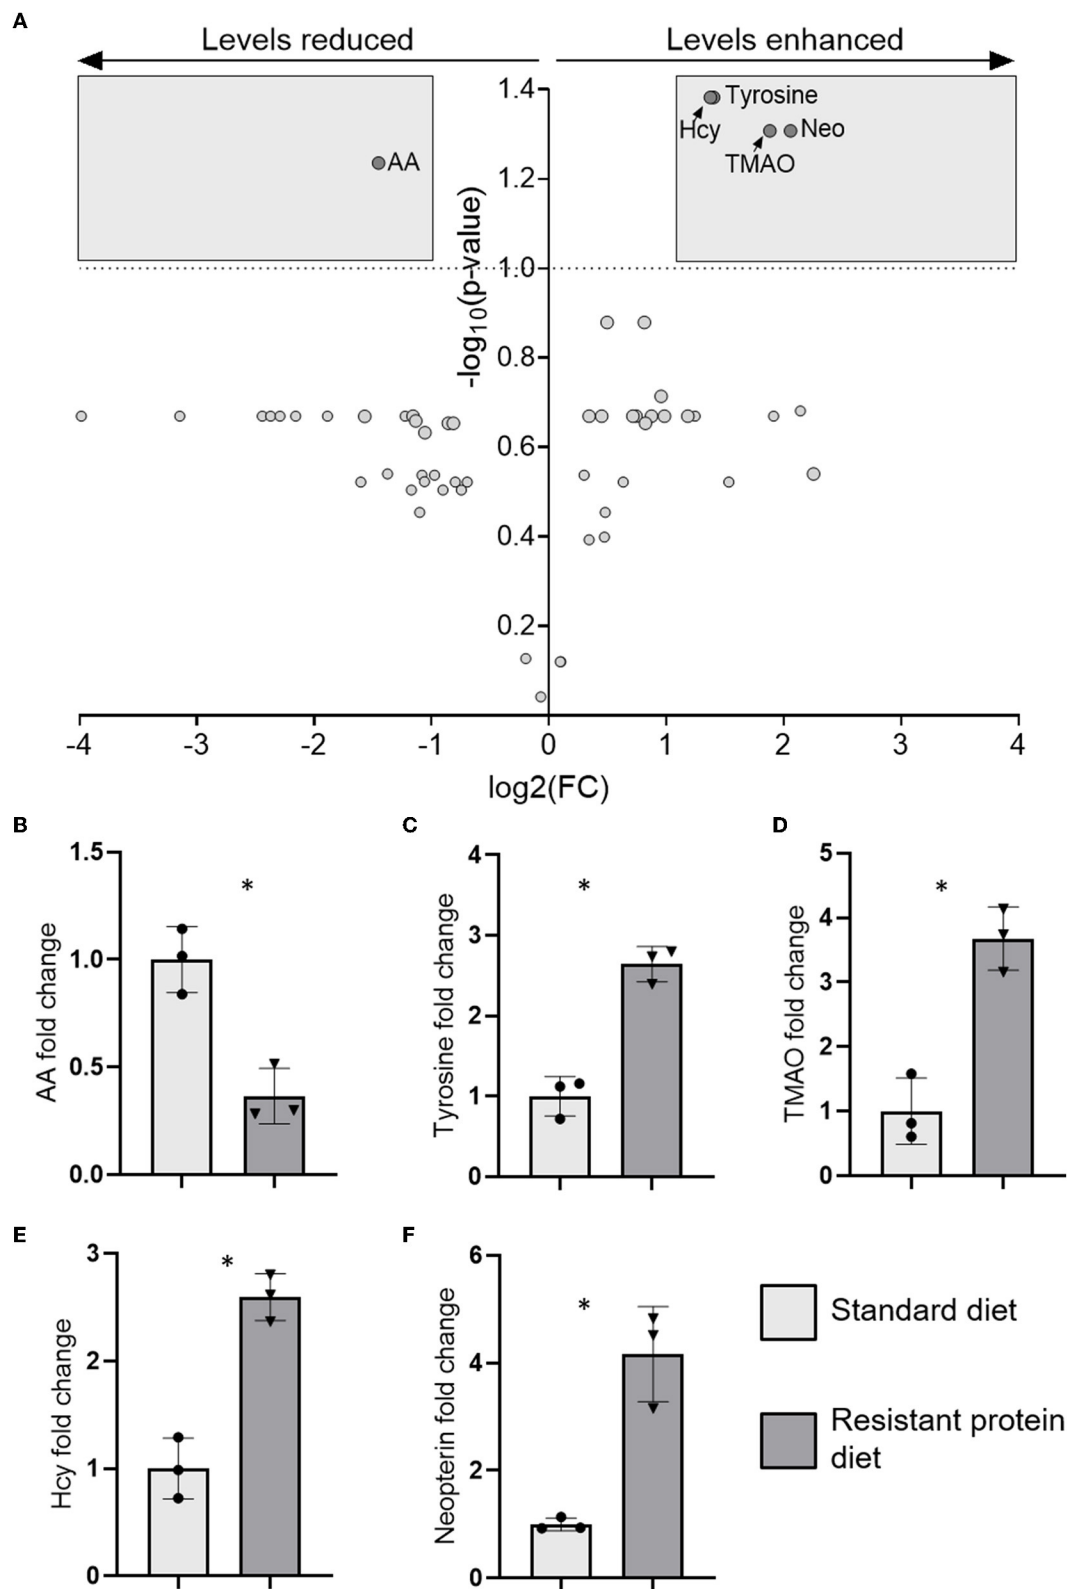 A
Levels reduced
Levels enhanced
1.4
Tyrosine
Hcy
Neo
TMAO
AA
1.2
1.0
-log10(p-value)
0.8
0.6
0.4
0.2
-4 -3 -2 -1 0 1 2 3 4
log2(FC)
B
1.5
*
1.0
0.5
0.0
AA fold change
C
4
*
3
2
1
0
Tyrosine fold change
D
5
*
4
3
2
1
0
TMAO fold change
E
3
*
2
1
0
Hcy fold change
F
6
*
4
2
0
Neopterin fold change
Standard diet
Resistant protein
diet